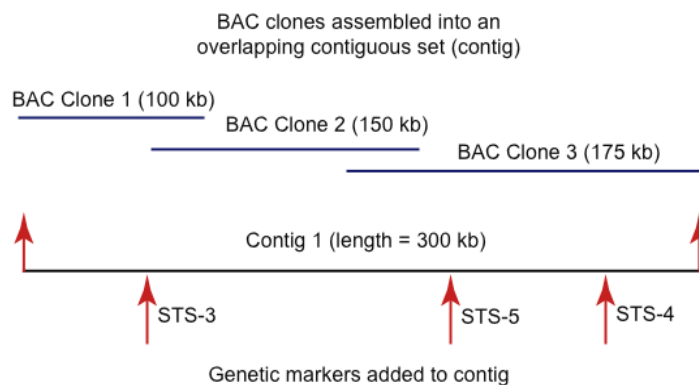 BAC clones assembled into an
overlapping contiguous set (contig)
BAC Clone 1 (100 kb)
BAC Clone 2 (150 kb)
BAC Clone 3 (175 kb)
Contig 1 (length = 300 kb)
STS-3
STS-5
STS-4
Genetic markers added to contig